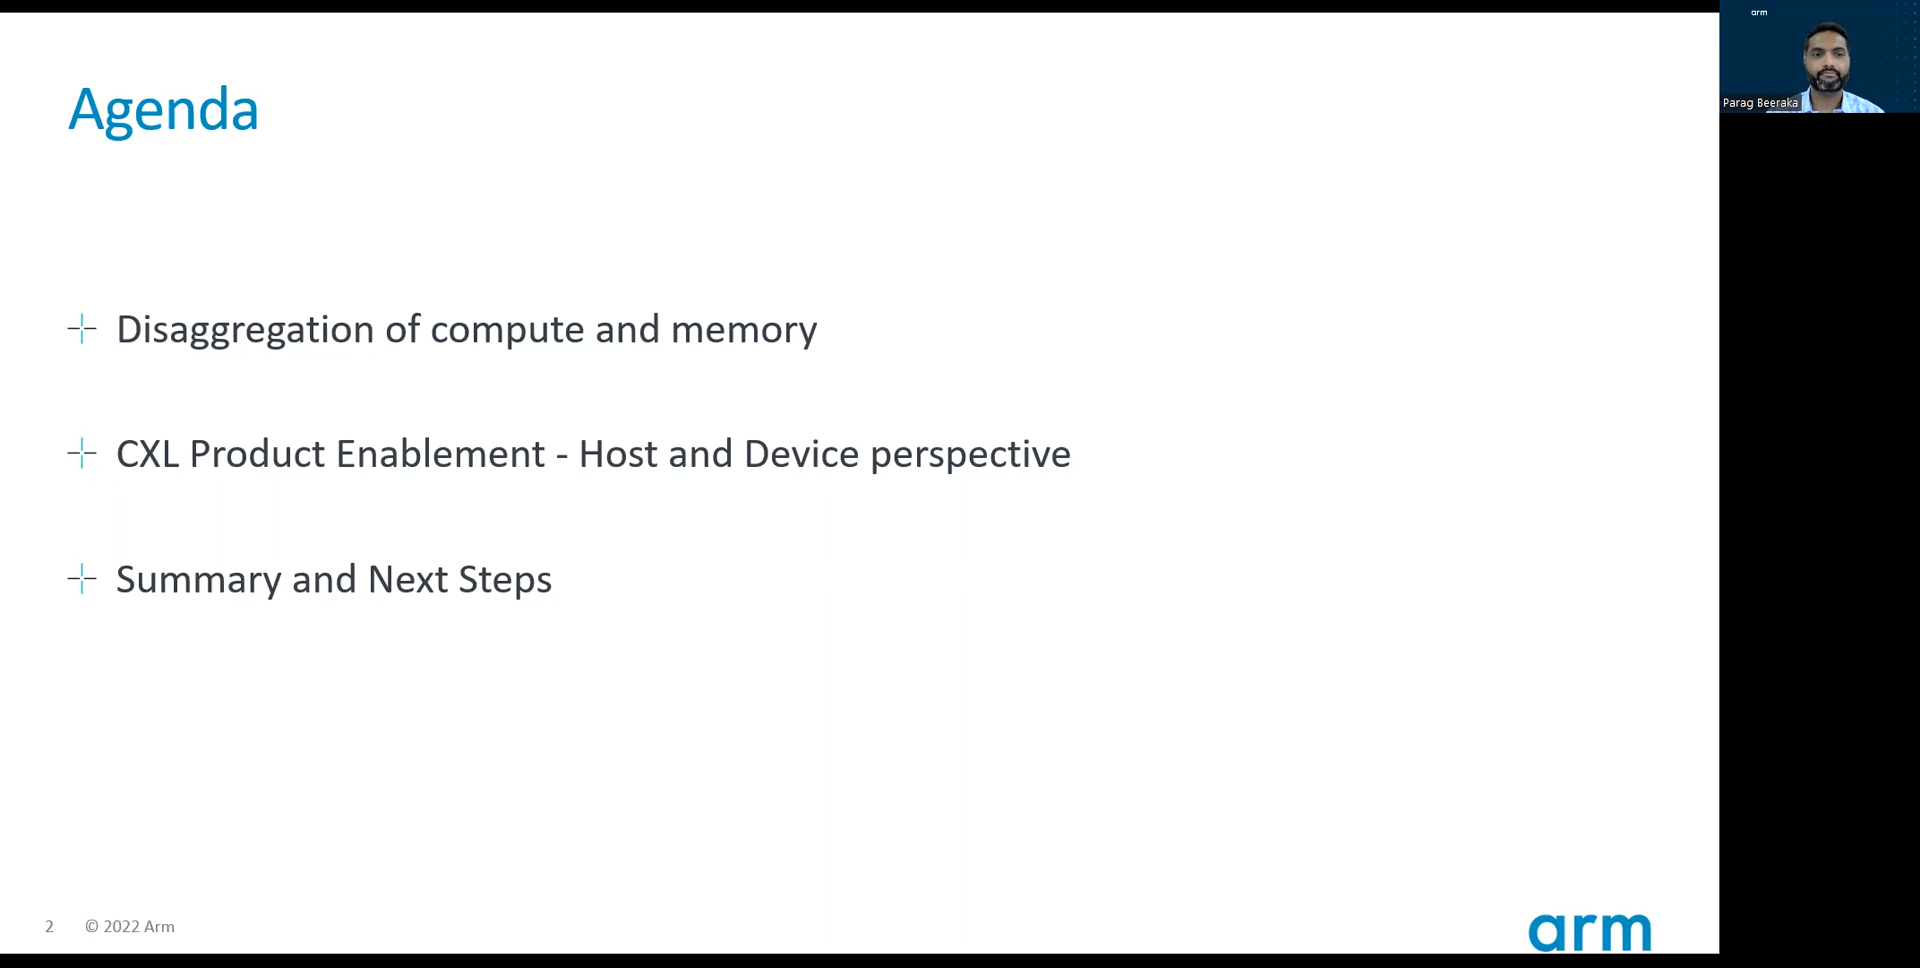 arm
Parag Beeraka
Agenda
Disaggregation of compute and memory
CXL Product Enablement - Host and Device perspective
Summary and Next Steps
2 © 2022 Arm
arm